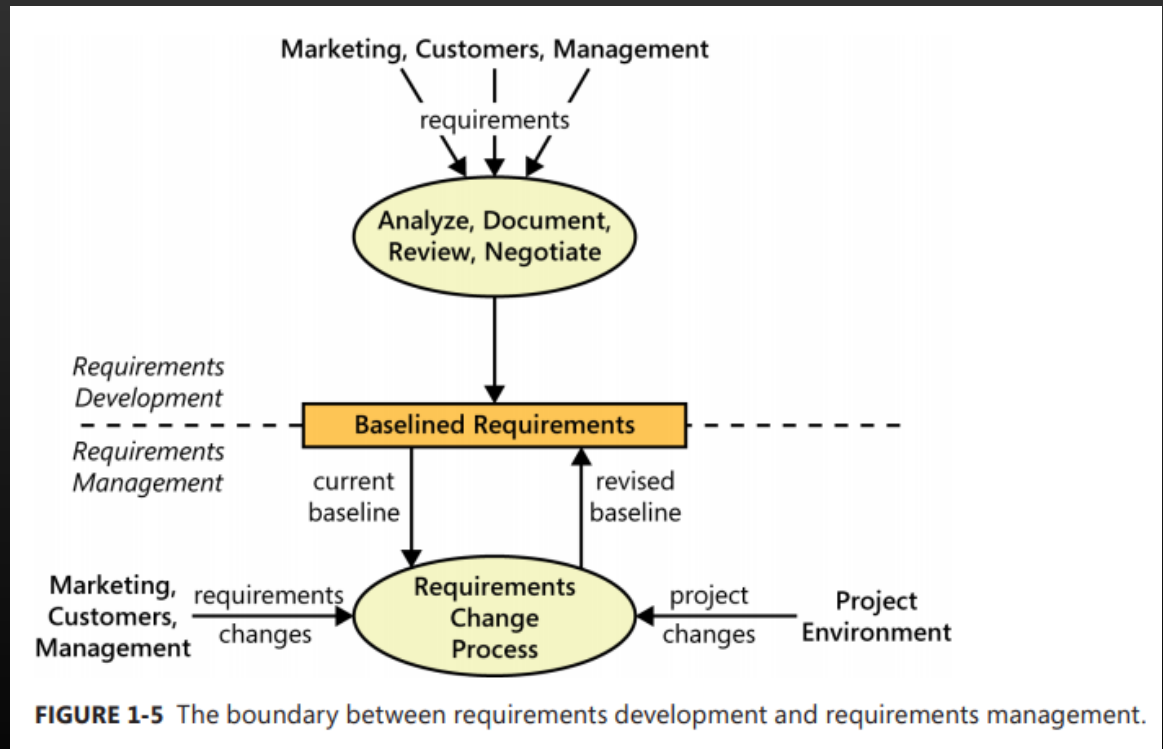 Marketing, Customers, Management
requirements
Analyze, Document,
Review, Negotiate
Requirements
Development
Baselined Requirements
Requirements
Management
current
baseline
revised
baseline
Marketing,
Customers,
Management
requirements
changes
Requirements
Change
Process
project
changes
Project
Environment
FIGURE 1-5 The boundary between requirements development and requirements management.